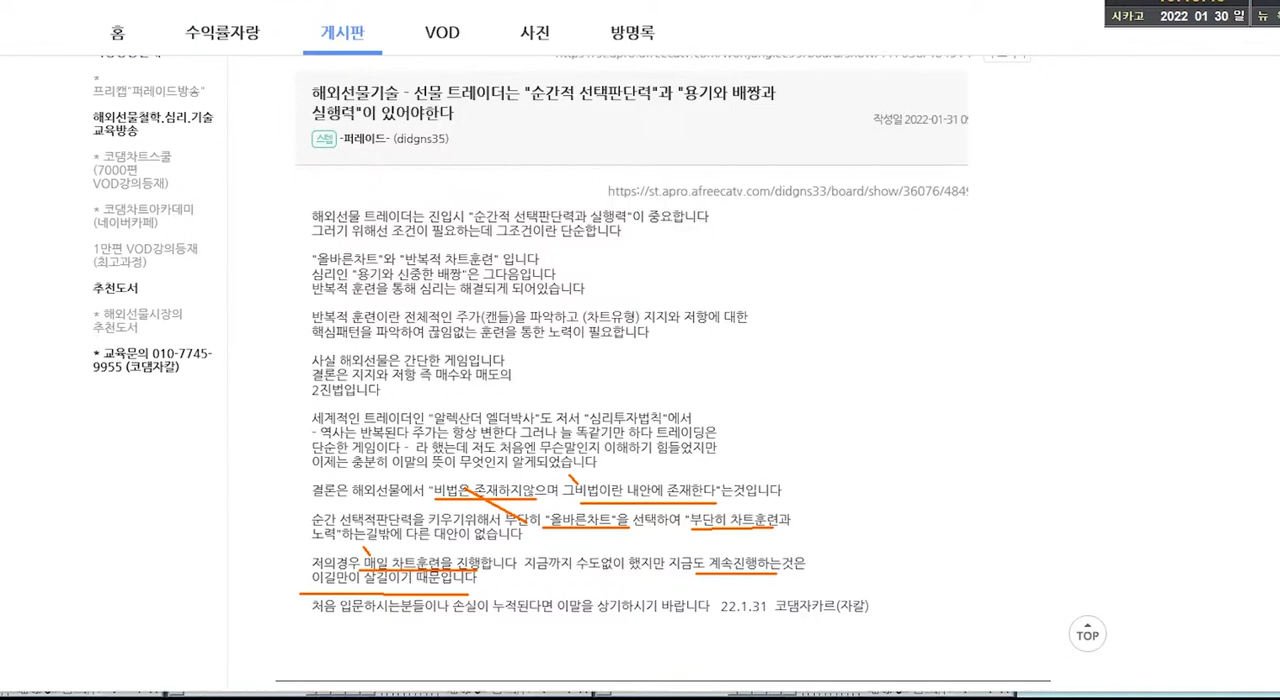 시카고 2022 01 30 일 뉴
홈 수익률자랑 게시판 VOD 사진 방명록
*
프리캡"퍼레이드방송"
해외선물철학.심리.기술
교육방송
* 코댐차트스쿨
(7000편
VOD강의등재)
* 코댐차트아카데미
(네이버카페)
1만편 VOD강의등재
(최고과정)
추천도서
* 해외선물시장의
추천도서
* 교육문의 010-7745-
9955 (코댐자칼)
해외선물기술 - 선물 트레이더는 "순간적 선택판단력"과 "용기와 배짱과
실행력"이 있어야한다
작성일 2022-01-31
스텝 -퍼레이드- (didgns35)
https://st.apro.afreecatv.com/didgns33/board/show/36076/484
해외선물 트레이더는 진입시 "순간적 선택판단력과 실행력"이 중요합니다
그러기 위해선 조건이 필요하는데 그조건이란 단순합니다
"올바른차트"와 "반복적 차트훈련" 입니다
심리인 "용기와 신중한 배짱"은 그다음입니다
반복적 훈련을 통해 심리는 해결되게 되어있습니다
반복적 훈련이란 전체적인 주가(캔들)을 파악하고 (차트유형) 지지와 저항에 대한
핵심패턴을 파악하여 끊임없는 훈련을 통한 노력이 필요합니다
사실 해외선물은 간단한 게임입니다
결론은 지지와 저항 즉 매수와 매도의
2진법입니다
세계적인 트레이더인 "알렉산더 엘더박사"도 저서 "심리투자법칙"에서
- 역사는 반복된다 주가는 항상 변한다 그러나 늘 똑같기만 하다 트레이딩은
단순한 게임이다 - 라 했는데 저도 처음엔 무슨말인지 이해하기 힘들었지만
이제는 충분히 이말의 뜻이 무엇인지 알게되었습니다
결론은 해외선물에서 "비법은 존재하지않으며 그비법이란 내안에 존재한다"는것입니다
순간 선택적판단력을 키우기위해서 부단히 "올바른차트"을 선택하여 "부단히 차트훈련과
노력"하는길밖에 다른 대안이 없습니다
저의경우 매일 차트훈련을 진행합니다 지금까지 수도없이 했지만 지금도 계속진행하는것은
이길만이 살길이기 때문입니다
처음 입문하시는분들이나 손실이 누적된다면 이말을 상기하시기 바랍니다 22.1.31 코댐자카르(자칼)
TOP